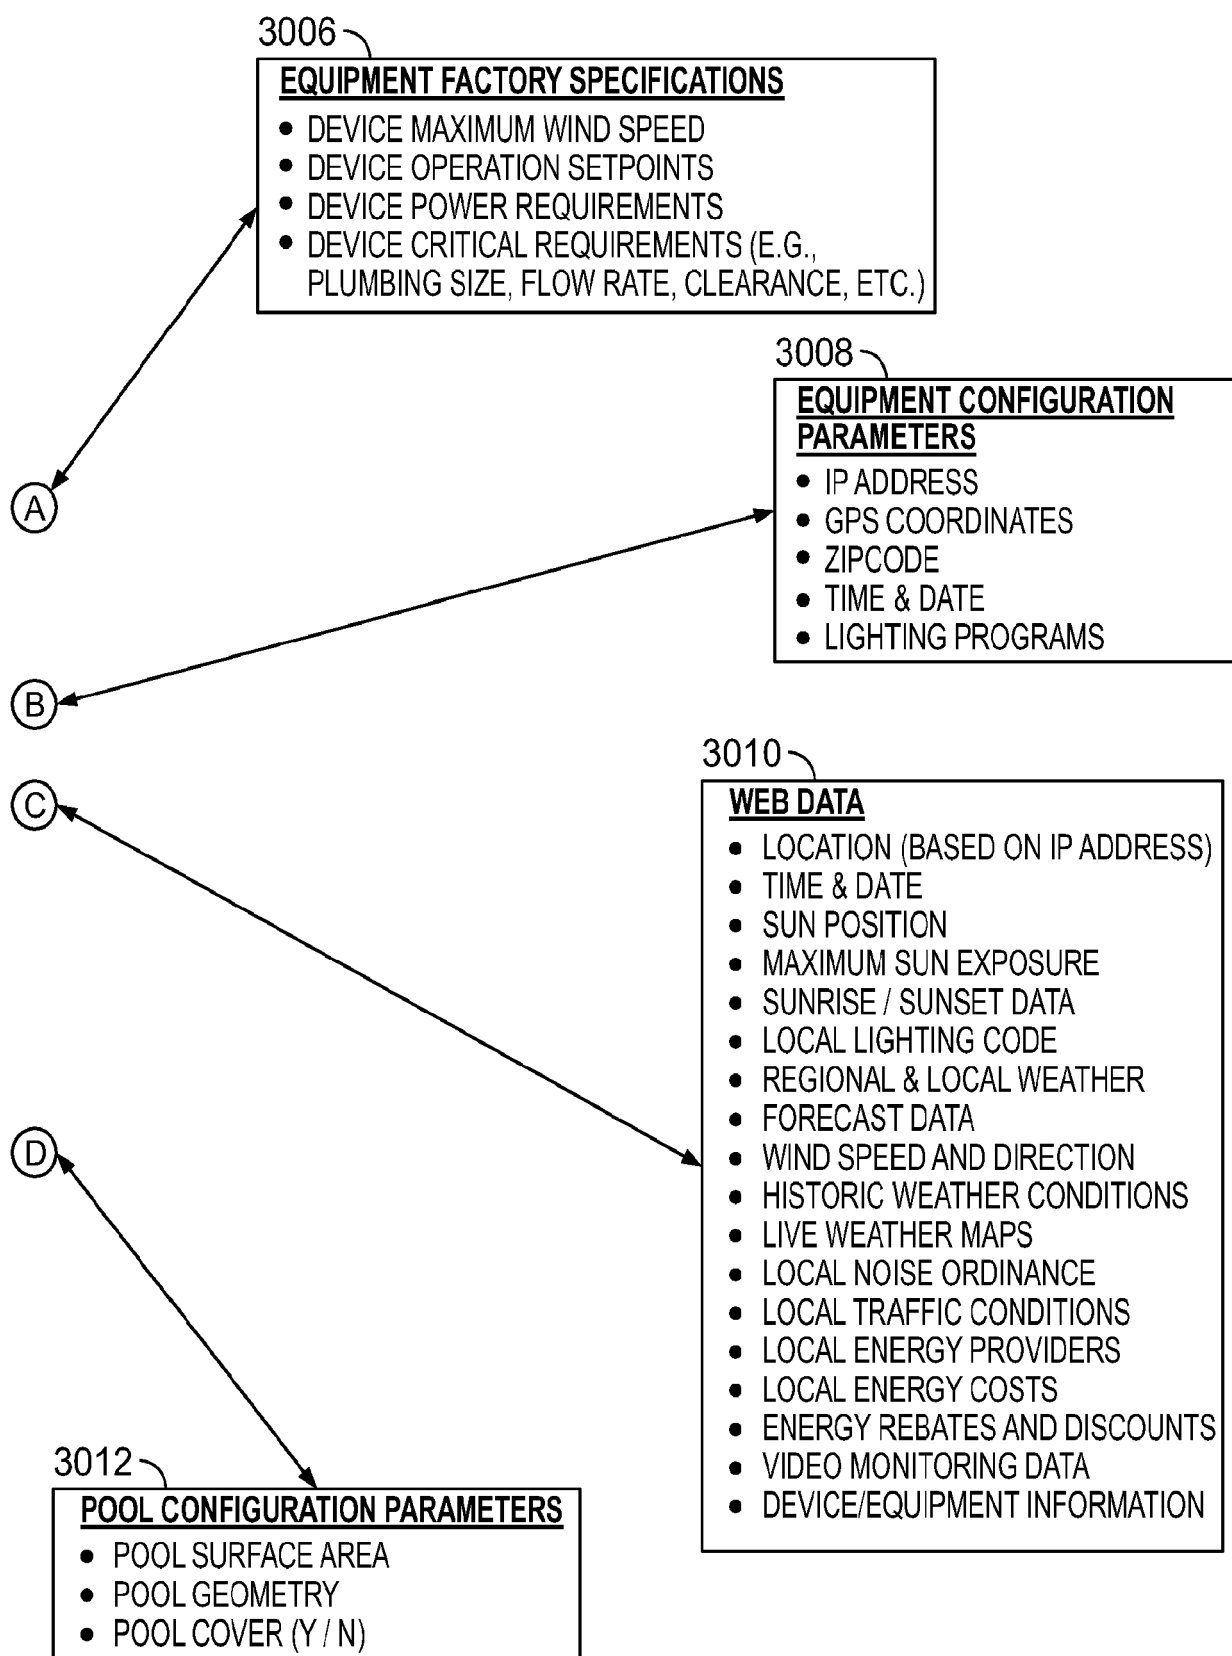 3006
EQUIPMENT FACTORY SPECIFICATIONS
• DEVICE MAXIMUM WIND SPEED
• DEVICE OPERATION SETPOINTS
• DEVICE POWER REQUIREMENTS
• DEVICE CRITICAL REQUIREMENTS (E.G.,
PLUMBING SIZE, FLOW RATE, CLEARANCE, ETC.)
3008
EQUIPMENT CONFIGURATION
PARAMETERS
• IP ADDRESS
• GPS COORDINATES
• ZIPCODE
• TIME & DATE
• LIGHTING PROGRAMS
A
B
C
D
3010
WEB DATA
• LOCATION (BASED ON IP ADDRESS)
• TIME & DATE
• SUN POSITION
• MAXIMUM SUN EXPOSURE
• SUNRISE / SUNSET DATA
• LOCAL LIGHTING CODE
• REGIONAL & LOCAL WEATHER
• FORECAST DATA
• WIND SPEED AND DIRECTION
• HISTORIC WEATHER CONDITIONS
• LIVE WEATHER MAPS
• LOCAL NOISE ORDINANCE
• LOCAL TRAFFIC CONDITIONS
• LOCAL ENERGY PROVIDERS
• LOCAL ENERGY COSTS
• ENERGY REBATES AND DISCOUNTS
• VIDEO MONITORING DATA
• DEVICE/EQUIPMENT INFORMATION
3012
POOL CONFIGURATION PARAMETERS
• POOL SURFACE AREA
• POOL GEOMETRY
• POOL COVER (Y / N)